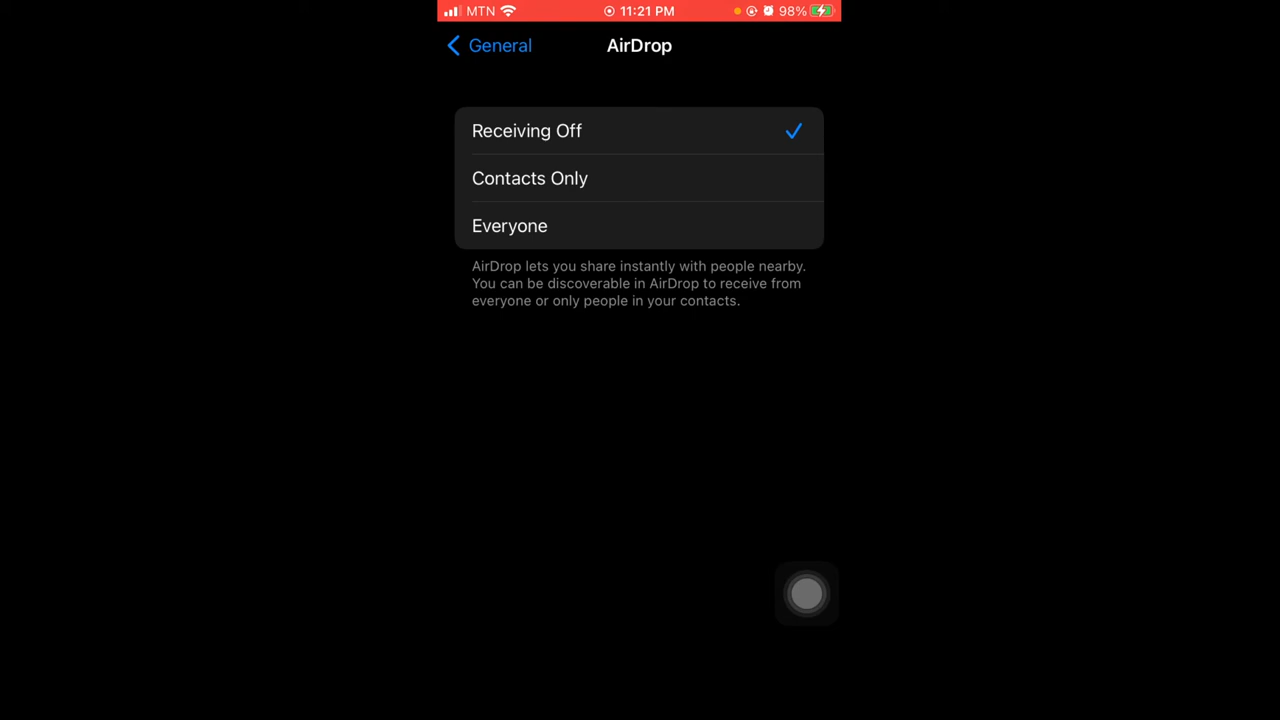 MTN 11:21 PM 98%
General AirDrop
Receiving Off
Contacts Only
Everyone
AirDrop lets you share instantly with people nearby.
You can be discoverable in AirDrop to receive from
everyone or only people in your contacts.